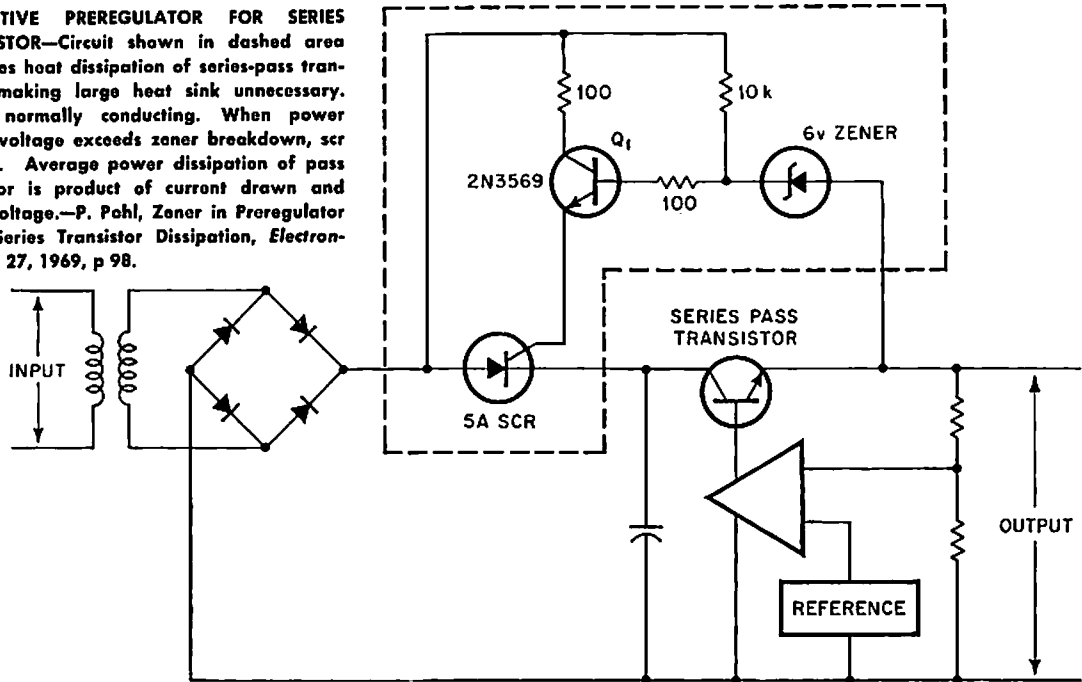 TIVE PREREGULATOR FOR SERIES
STOR—Circuit shown in dashed area
es heat dissipation of series-pass tran-
making large heat sink unnecessary.
normally conducting. When power
voltage exceeds zener breakdown, scr
. Average power dissipation of pass
or is product of current drawn and
oltage.—P. Pohl, Zener in Preregulator
Series Transistor Dissipation, Electron-
27, 1969, p 98.
100
10 k
Q1
6v ZENER
2N3569
100
SERIES PASS
TRANSISTOR
INPUT
5A SCR
OUTPUT
REFERENCE